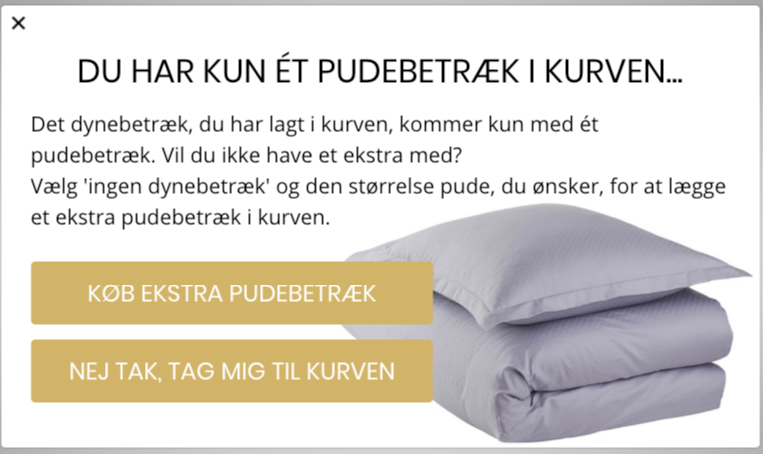 DU HAR KUN ÉT PUDEBETRÆK I KURVEN...
Det dynebetræk, du har lagt i kurven, kommer kun med ét
pudebetræk. Vil du ikke have et ekstra med?
Vælg 'ingen dynebetræk' og den størrelse pude, du ønsker, for at lægge
et ekstra pudebetræk i kurven.
KØB EKSTRA PUDEBETRÆK
NEJ TAK, TAG MIG TIL KURVEN